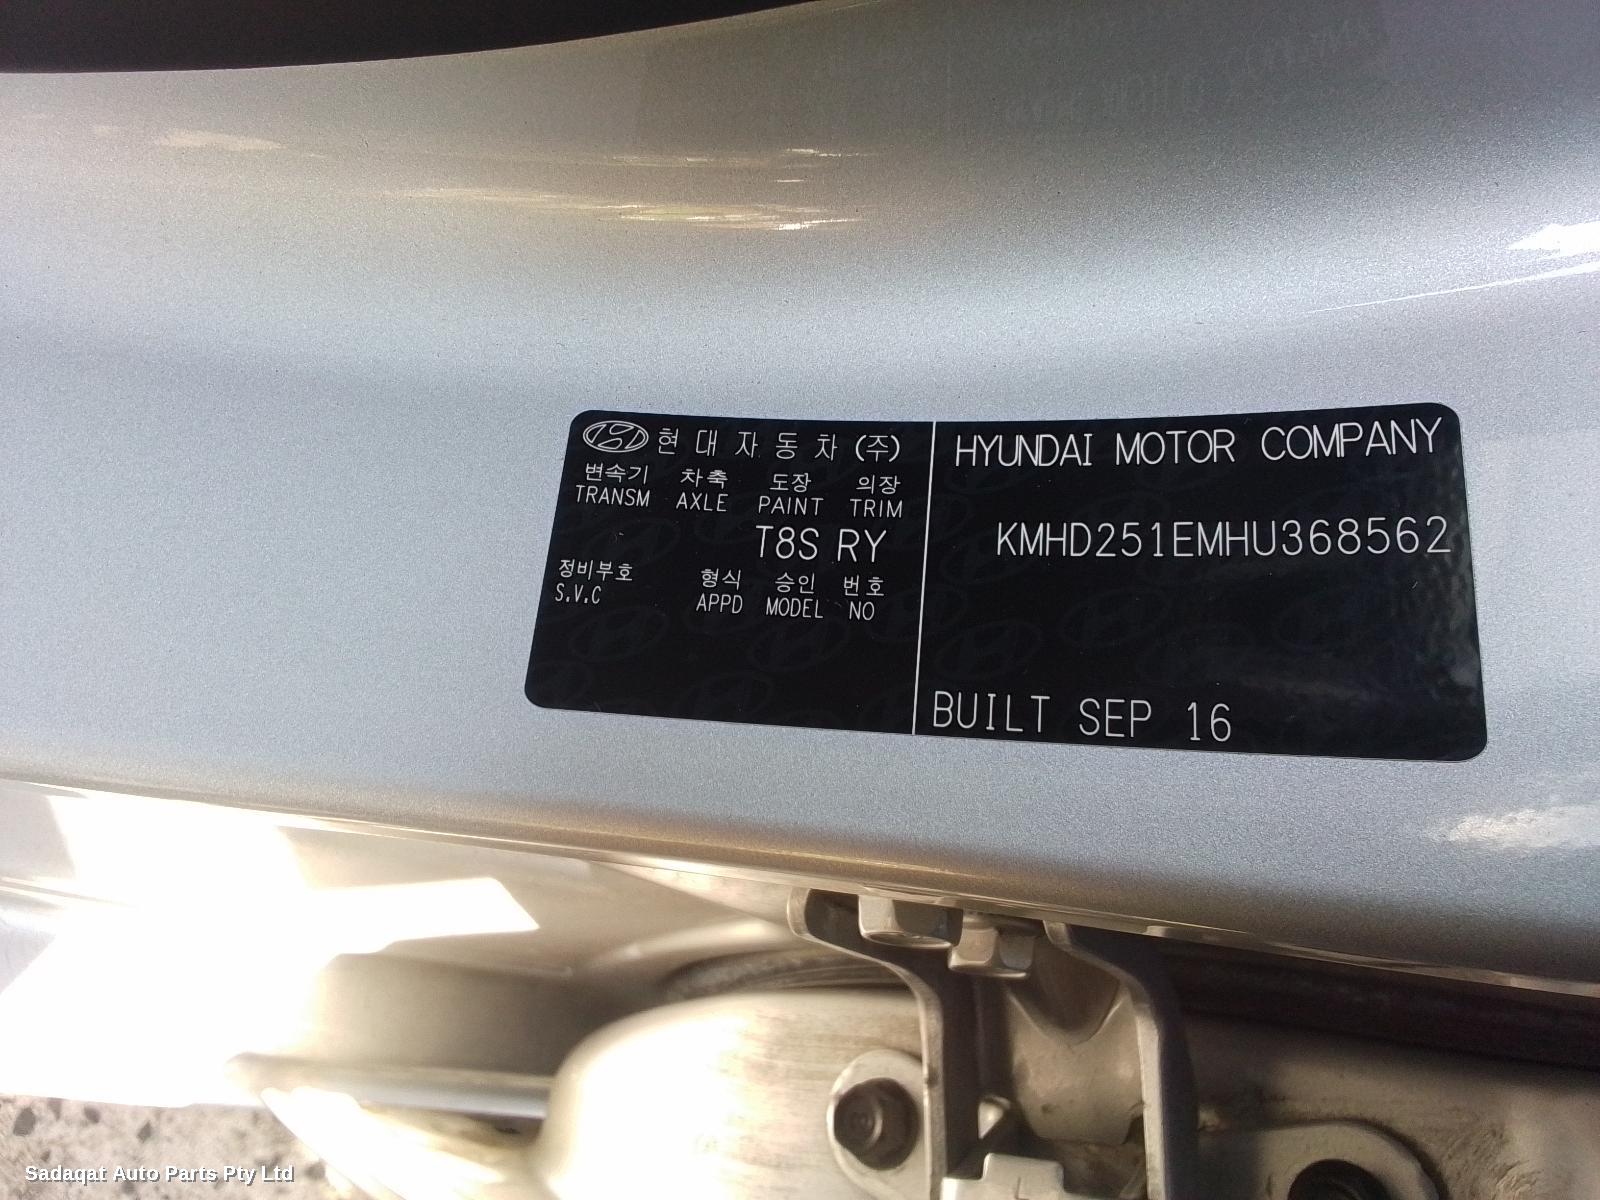 현대자동차 (주)
변속기 차축 도장 의장
TRANSM AXLE PAINT TRIM
T8S RY
정비부호 형식 승인 번호
S.V.C APPD MODEL NO
HYUNDAI MOTOR COMPANY
KMHD251EMHU368562
BUILT SEP 16
Sadaqat Auto Parts Pty Ltd